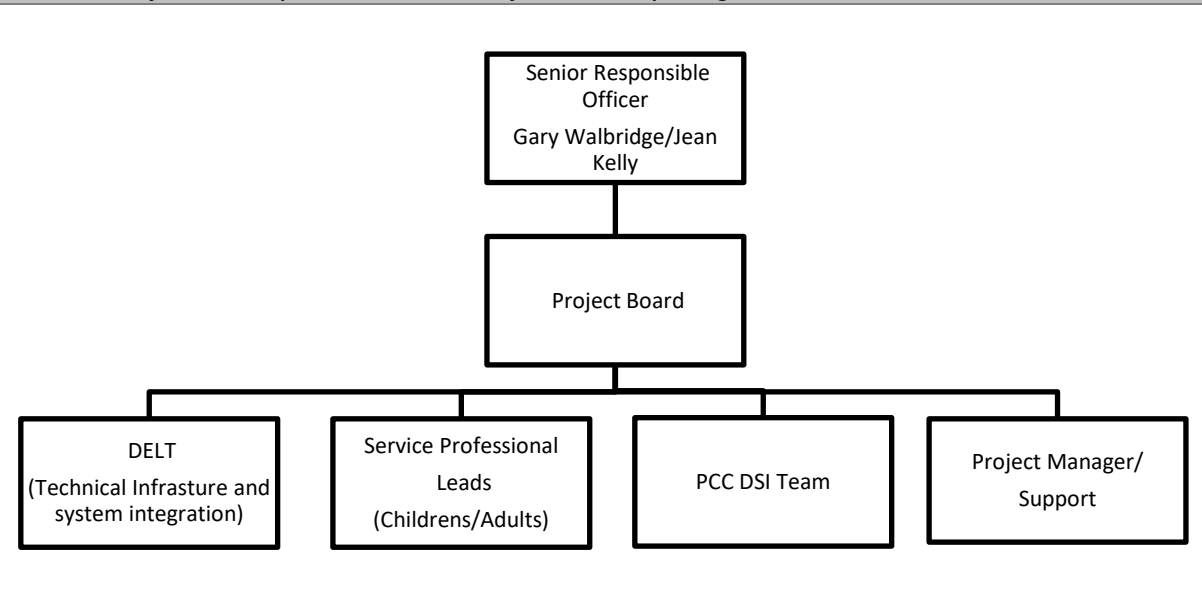 Senior Responsible
Officer
Gary Walbridge/Jean
Kelly
Project Board
DELT
(Technical Infrasture and
system integration)
Service Professional
Leads
(Childrens/Adults)
PCC DSI Team
Project Manager/
Support